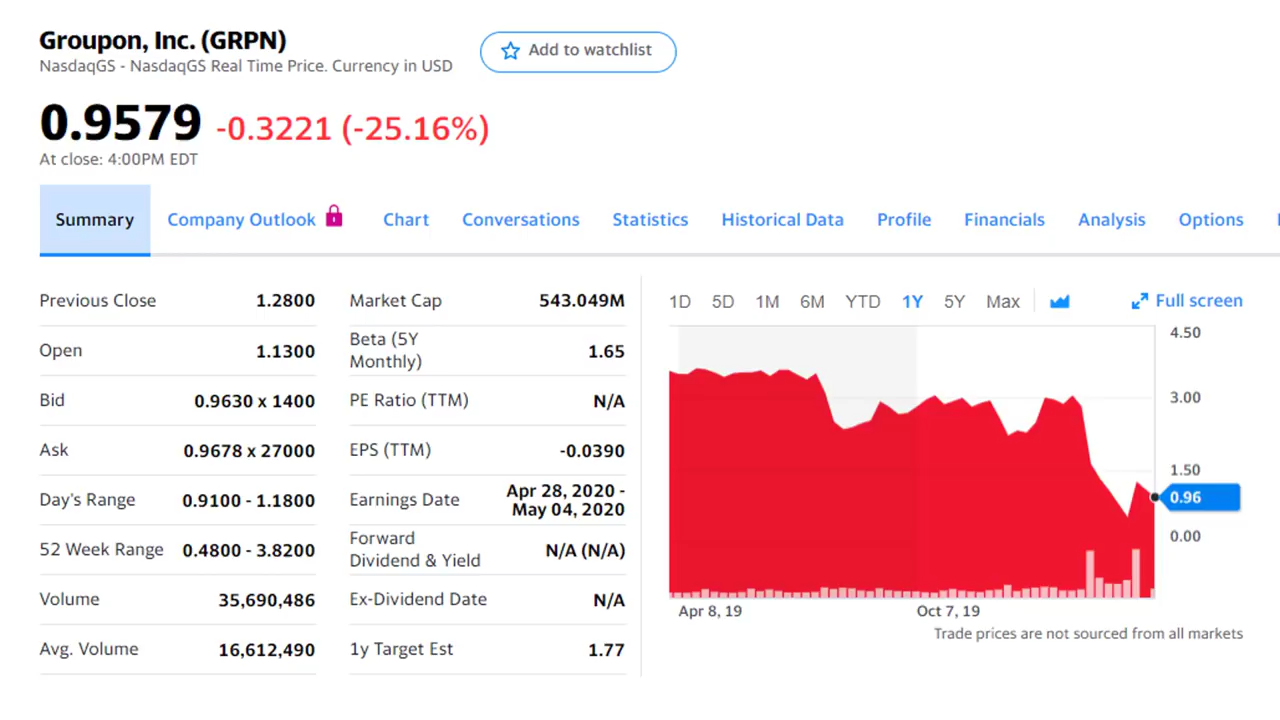 Groupon, Inc. (GRPN)
NasdaqGS - NasdaqGS Real Time Price. Currency in USD
Add to watchlist
0.9579 -0.3221 (-25.16%)
At close: 4:00PM EDT
Summary Company Outlook Chart Conversations Statistics Historical Data Profile Financials Analysis Options
Previous Close 1.2800
Open 1.1300
Bid 0.9630 x 1400
Ask 0.9678 x 27000
Day's Range 0.9100 - 1.1800
52 Week Range 0.4800 - 3.8200
Volume 35,690,486
Avg. Volume 16,612,490
Market Cap 543.049M
Beta (5Y
Monthly) 1.65
PE Ratio (TTM) N/A
EPS (TTM) -0.0390
Earnings Date Apr 28, 2020 -
May 04, 2020
Forward
Dividend & Yield N/A (N/A)
Ex-Dividend Date N/A
1y Target Est 1.77
1D 5D 1M 6M YTD 1Y 5Y Max Full screen
4.50
3.00
1.50
0.96
0.00
Apr 8, 19 Oct 7, 19
Trade prices are not sourced from all markets